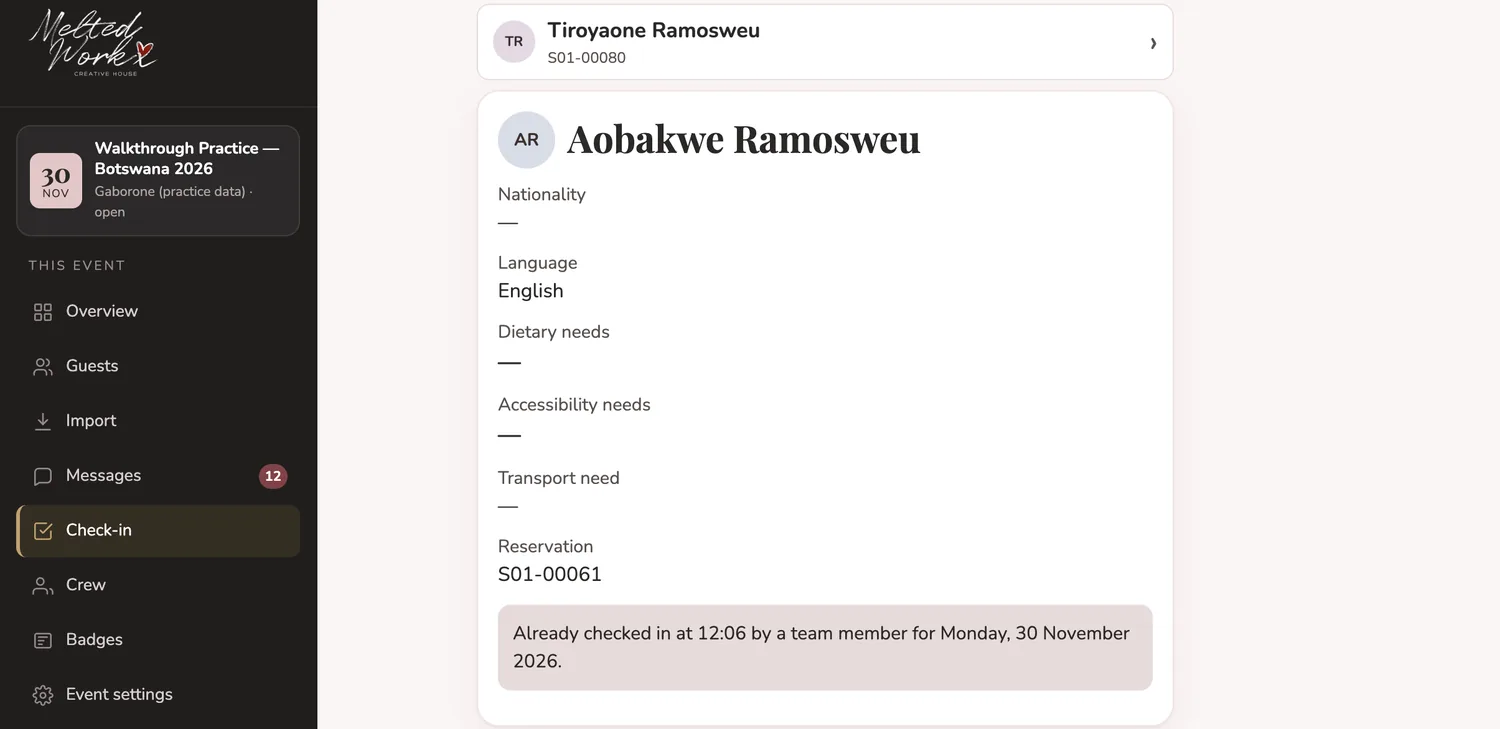 Melted
Workx
CREATIVE HOUSE
30
NOV
Walkthrough Practice —
Botswana 2026
Gaborone (practice data) ·
open
THIS EVENT
Overview
Guests
Import
Messages
12
Check-in
Crew
Badges
Event settings
TR
Tiroyaone Ramosweu
S01-00080
›
AR
Aobakwe Ramosweu
Nationality
—
Language
English
Dietary needs
—
Accessibility needs
—
Transport need
—
Reservation
S01-00061
Already checked in at 12:06 by a team member for Monday, 30 November
2026.